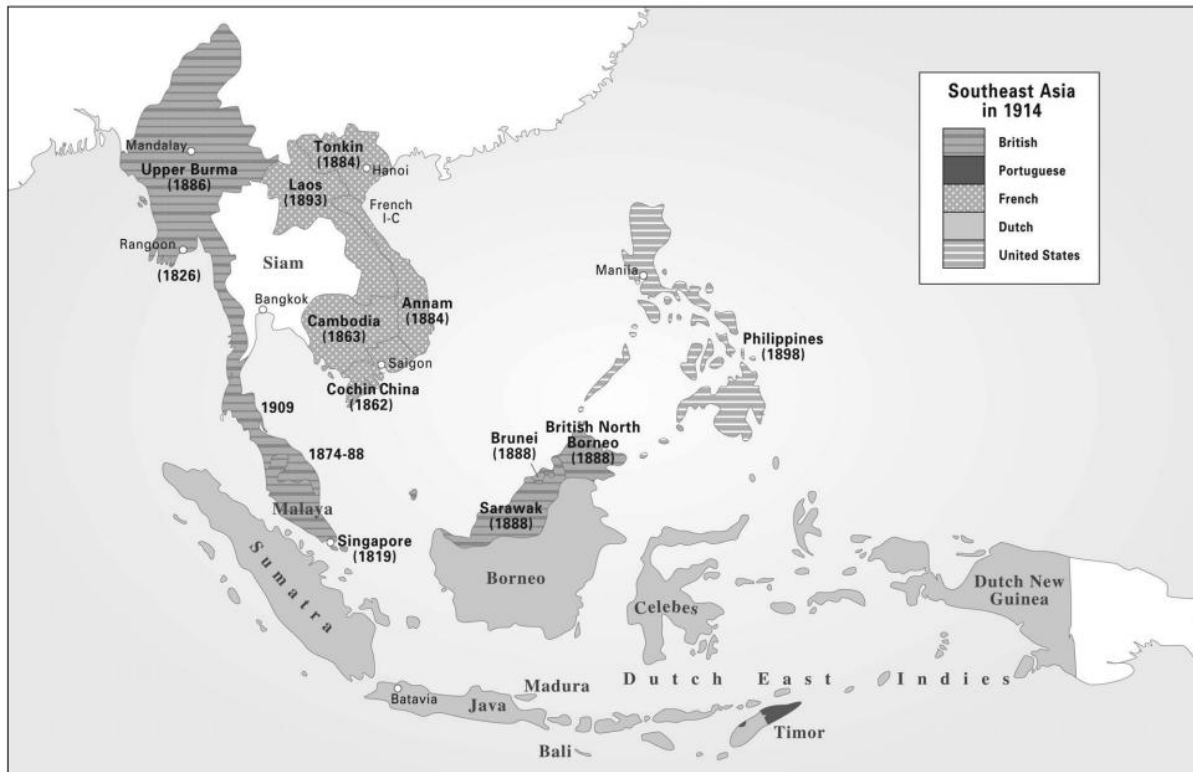 Southeast Asia
in 1914
British
Portuguese
French
Dutch
United States
Mandalay
Upper Burma
(1886)
Tonkin
(1884)
Hanoi
Laos
(1893)
French
I-C
Rangoon
(1826)
Siam
Bangkok
Annam
(1884)
Cambodia
(1863)
Saigon
Cochin China
(1862)
Manila
Philippines
(1898)
1909
1874-88
Malaya
Singapore
(1819)
Brunei
(1888)
British North
Borneo
(1888)
Sarawak
(1888)
Borneo
Sumatra
Celebes
Dutch New
Guinea
Dutch East Indies
Madura
Batavia
Java
Bali
Timor